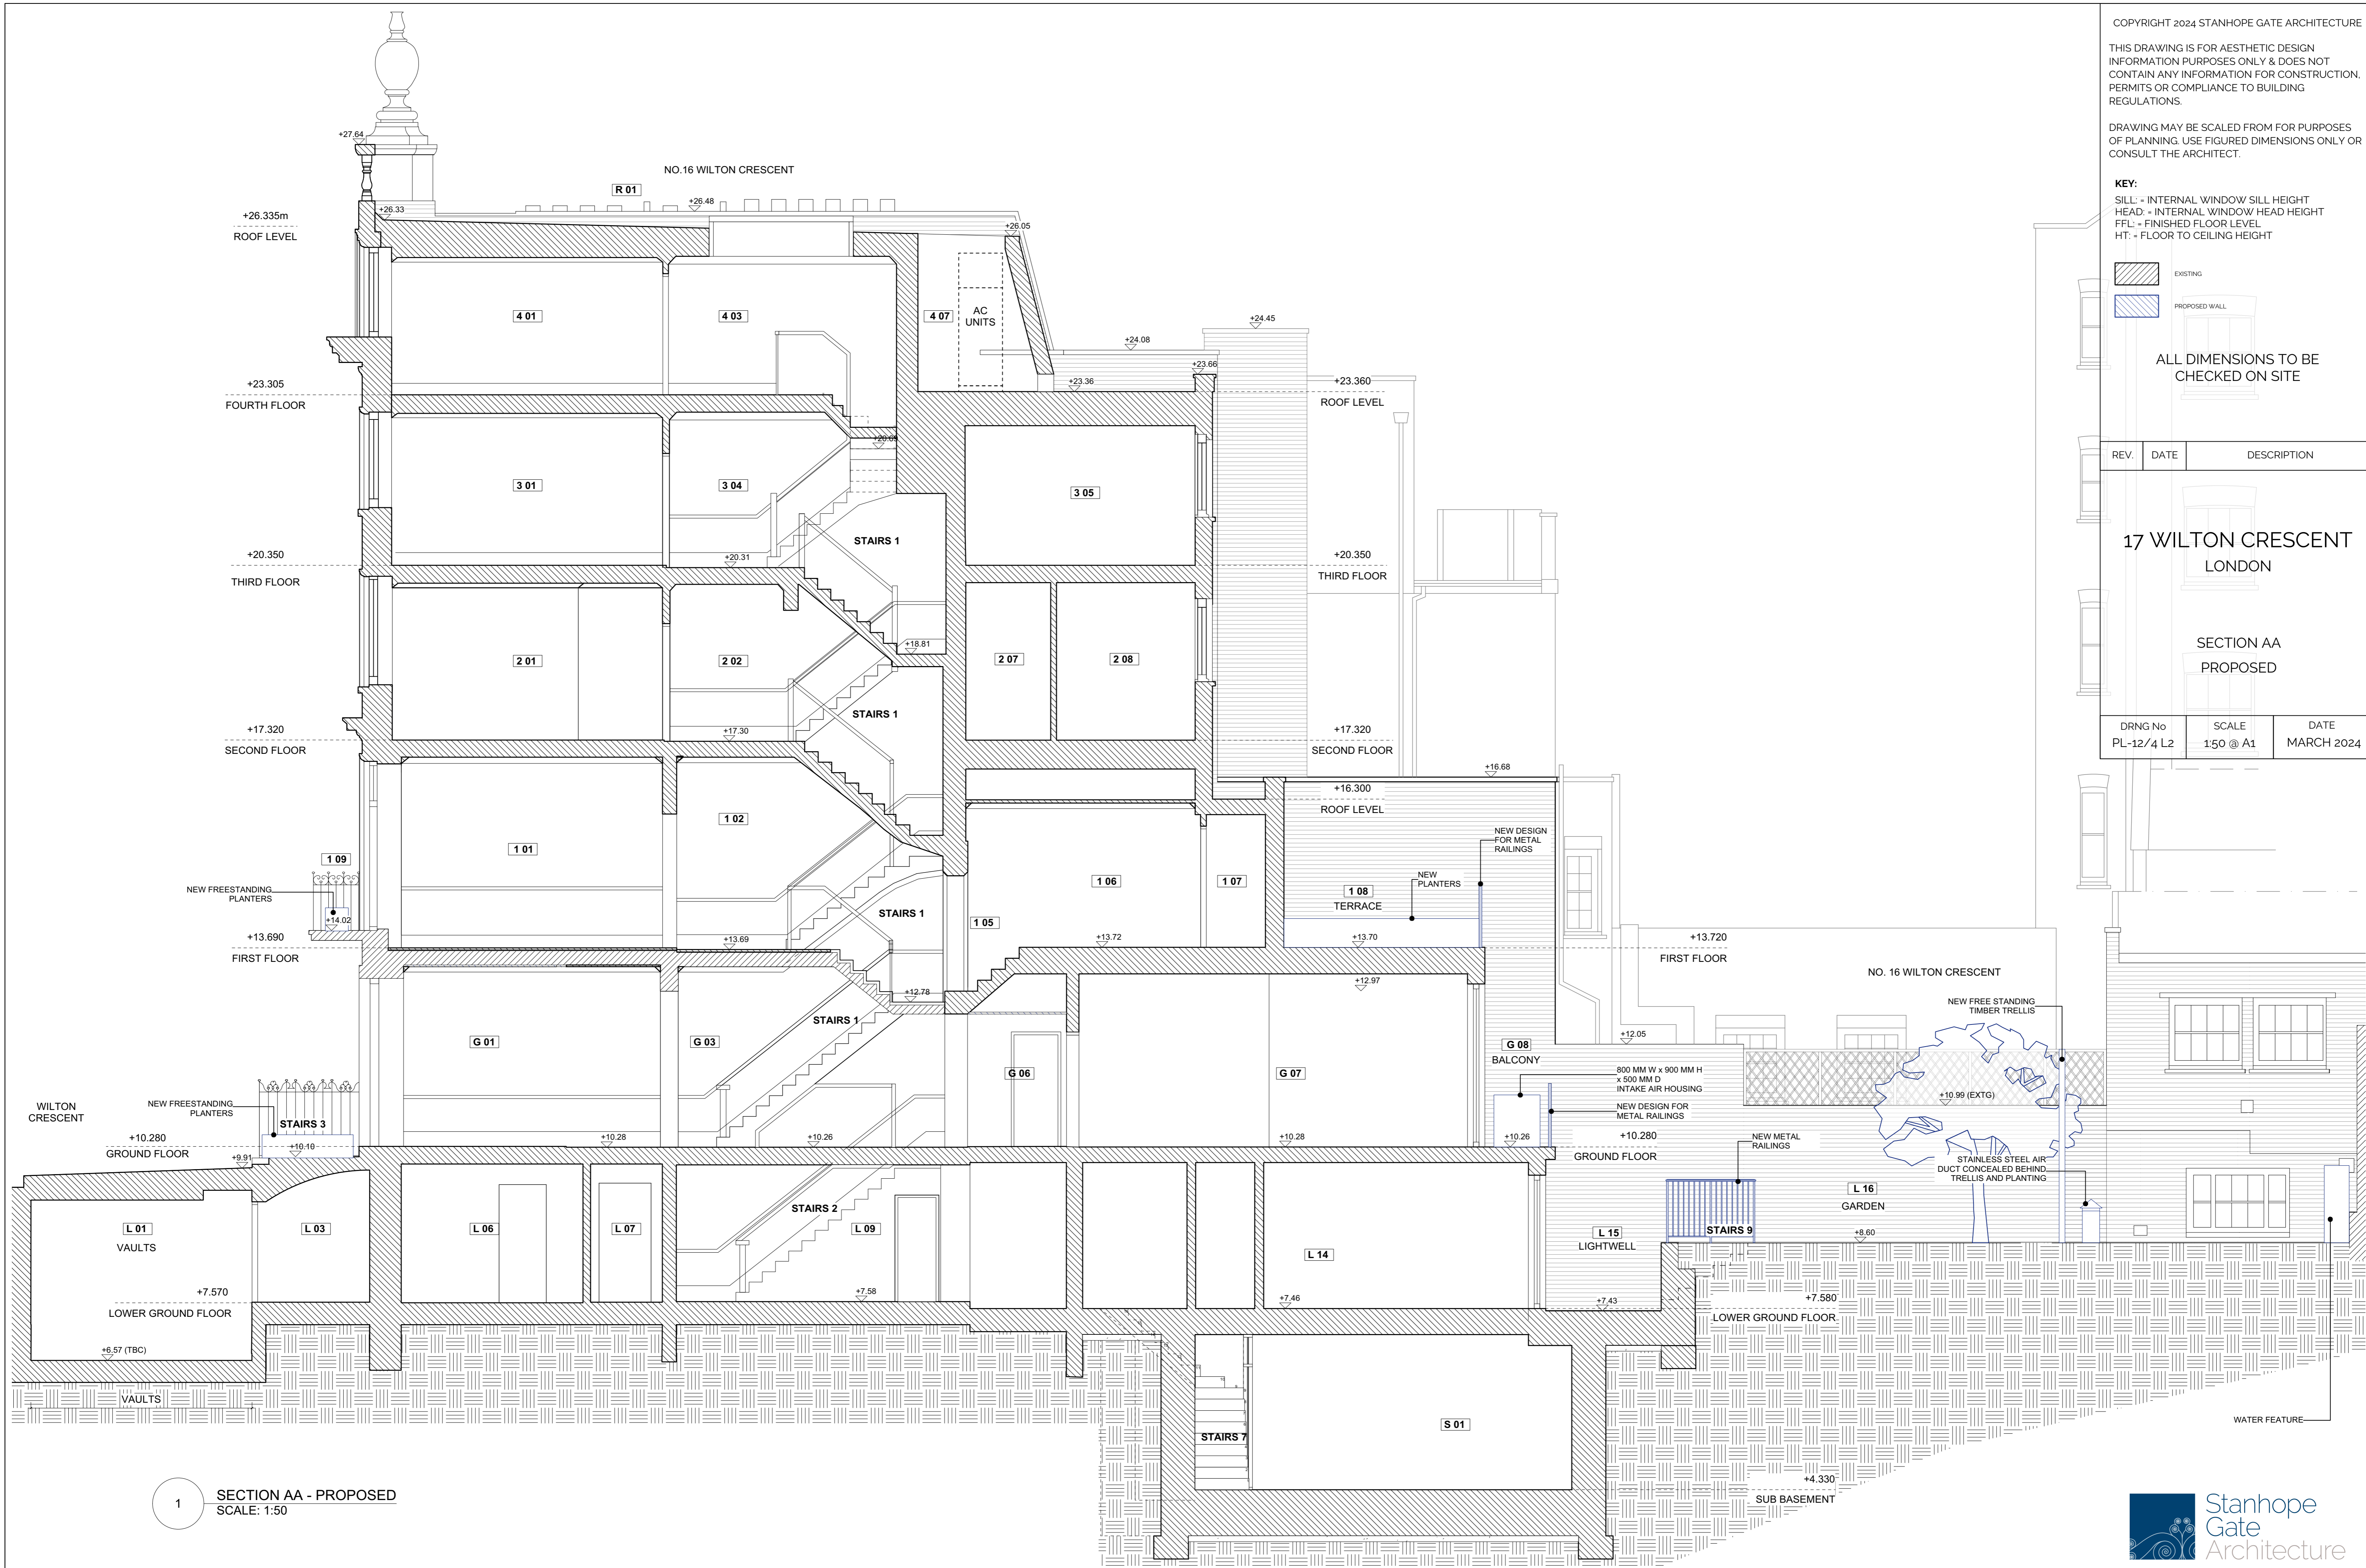 COPYRIGHT 2024 STANHOPE GATE ARCHITECTURE
THIS DRAWING IS FOR AESTHETIC DESIGN
INFORMATION PURPOSES ONLY & DOES NOT
CONTAIN ANY INFORMATION FOR CONSTRUCTION,
PERMITS OR COMPLIANCE TO BUILDING
REGULATIONS.
DRAWING MAY BE SCALED FROM FOR PURPOSES
OF PLANNING. USE FIGURED DIMENSIONS ONLY OR
CONSULT THE ARCHITECT.
KEY:
SILL: = INTERNAL WINDOW SILL HEIGHT
HEAD: = INTERNAL WINDOW HEAD HEIGHT
FFL: = FINISHED FLOOR LEVEL
HT: = FLOOR TO CEILING HEIGHT
EXISTING
PROPOSED WALL
ALL DIMENSIONS TO BE
CHECKED ON SITE
REV. DATE DESCRIPTION
17 WILTON CRESCENT
LONDON
SECTION AA
PROPOSED
DRNG No SCALE DATE
PL-12/4 L2 1:50 @ A1 MARCH 2024
+27.64
NO.16 WILTON CRESCENT
R 01
+26.48
+26.335m
ROOF LEVEL
+26.33
+26.05
4 01
4 03
4 07
AC
UNITS
+24.45
+24.08
+23.66
+23.36
+23.305
FOURTH FLOOR
+23.360
ROOF LEVEL
+20.69
3 01
3 04
3 05
STAIRS 1
+20.350
THIRD FLOOR
+20.31
+20.350
THIRD FLOOR
2 01
2 02
+18.81
2 07
2 08
STAIRS 1
+17.320
SECOND FLOOR
+17.30
+17.320
SECOND FLOOR
+16.68
+16.300
ROOF LEVEL
1 01
1 02
1 09
NEW FREESTANDING
PLANTERS
+14.02
STAIRS 1
1 05
1 06
1 07
1 08
TERRACE
NEW
PLANTERS
NEW DESIGN
FOR METAL
RAILINGS
+13.690
FIRST FLOOR
+13.69
+13.72
+13.70
+13.720
FIRST FLOOR
NO. 16 WILTON CRESCENT
+12.78
+12.97
STAIRS 1
G 01
G 03
G 06
G 07
G 08
BALCONY
+12.05
NEW FREE STANDING
TIMBER TRELLIS
800 MM W x 900 MM H
x 500 MM D
INTAKE AIR HOUSING
NEW DESIGN FOR
METAL RAILINGS
+10.99 (EXTG)
WILTON
CRESCENT
NEW FREESTANDING
PLANTERS
STAIRS 3
+10.280
GROUND FLOOR
+10.10
+9.91
+10.28
+10.26
+10.28
+10.26
+10.280
GROUND FLOOR
NEW METAL
RAILINGS
STAINLESS STEEL AIR
DUCT CONCEALED BEHIND
TRELLIS AND PLANTING
L 01
VAULTS
L 03
L 06
L 07
STAIRS 2
L 09
L 14
L 15
LIGHTWELL
STAIRS 9
L 16
GARDEN
+8.60
+7.570
LOWER GROUND FLOOR
+7.58
+7.46
+7.43
+7.580
LOWER GROUND FLOOR
+6.57 (TBC)
VAULTS
STAIRS 7
S 01
WATER FEATURE
+4.330
SUB BASEMENT
1
SECTION AA - PROPOSED
SCALE: 1:50
Stanhope
Gate
Architecture